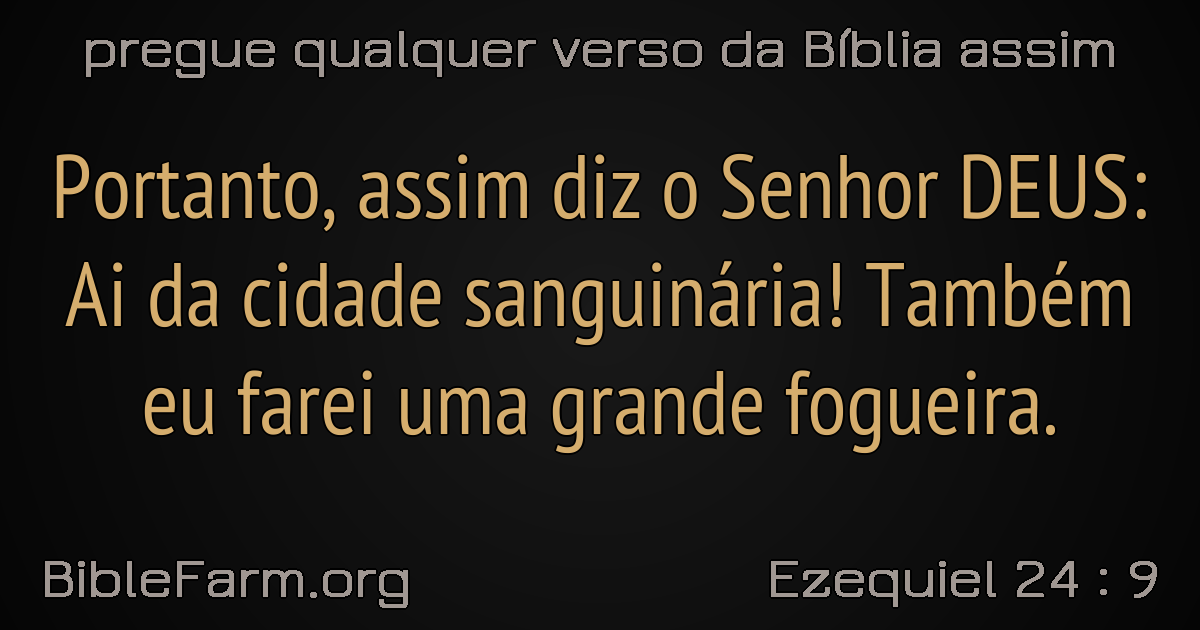 pregue qualquer verso da Bíblia assim
Portanto, assim diz o Senhor DEUS:
Ai da cidade sanguinária! Também
eu farei uma grande fogueira.
BibleFarm.org
Ezequiel 24 : 9